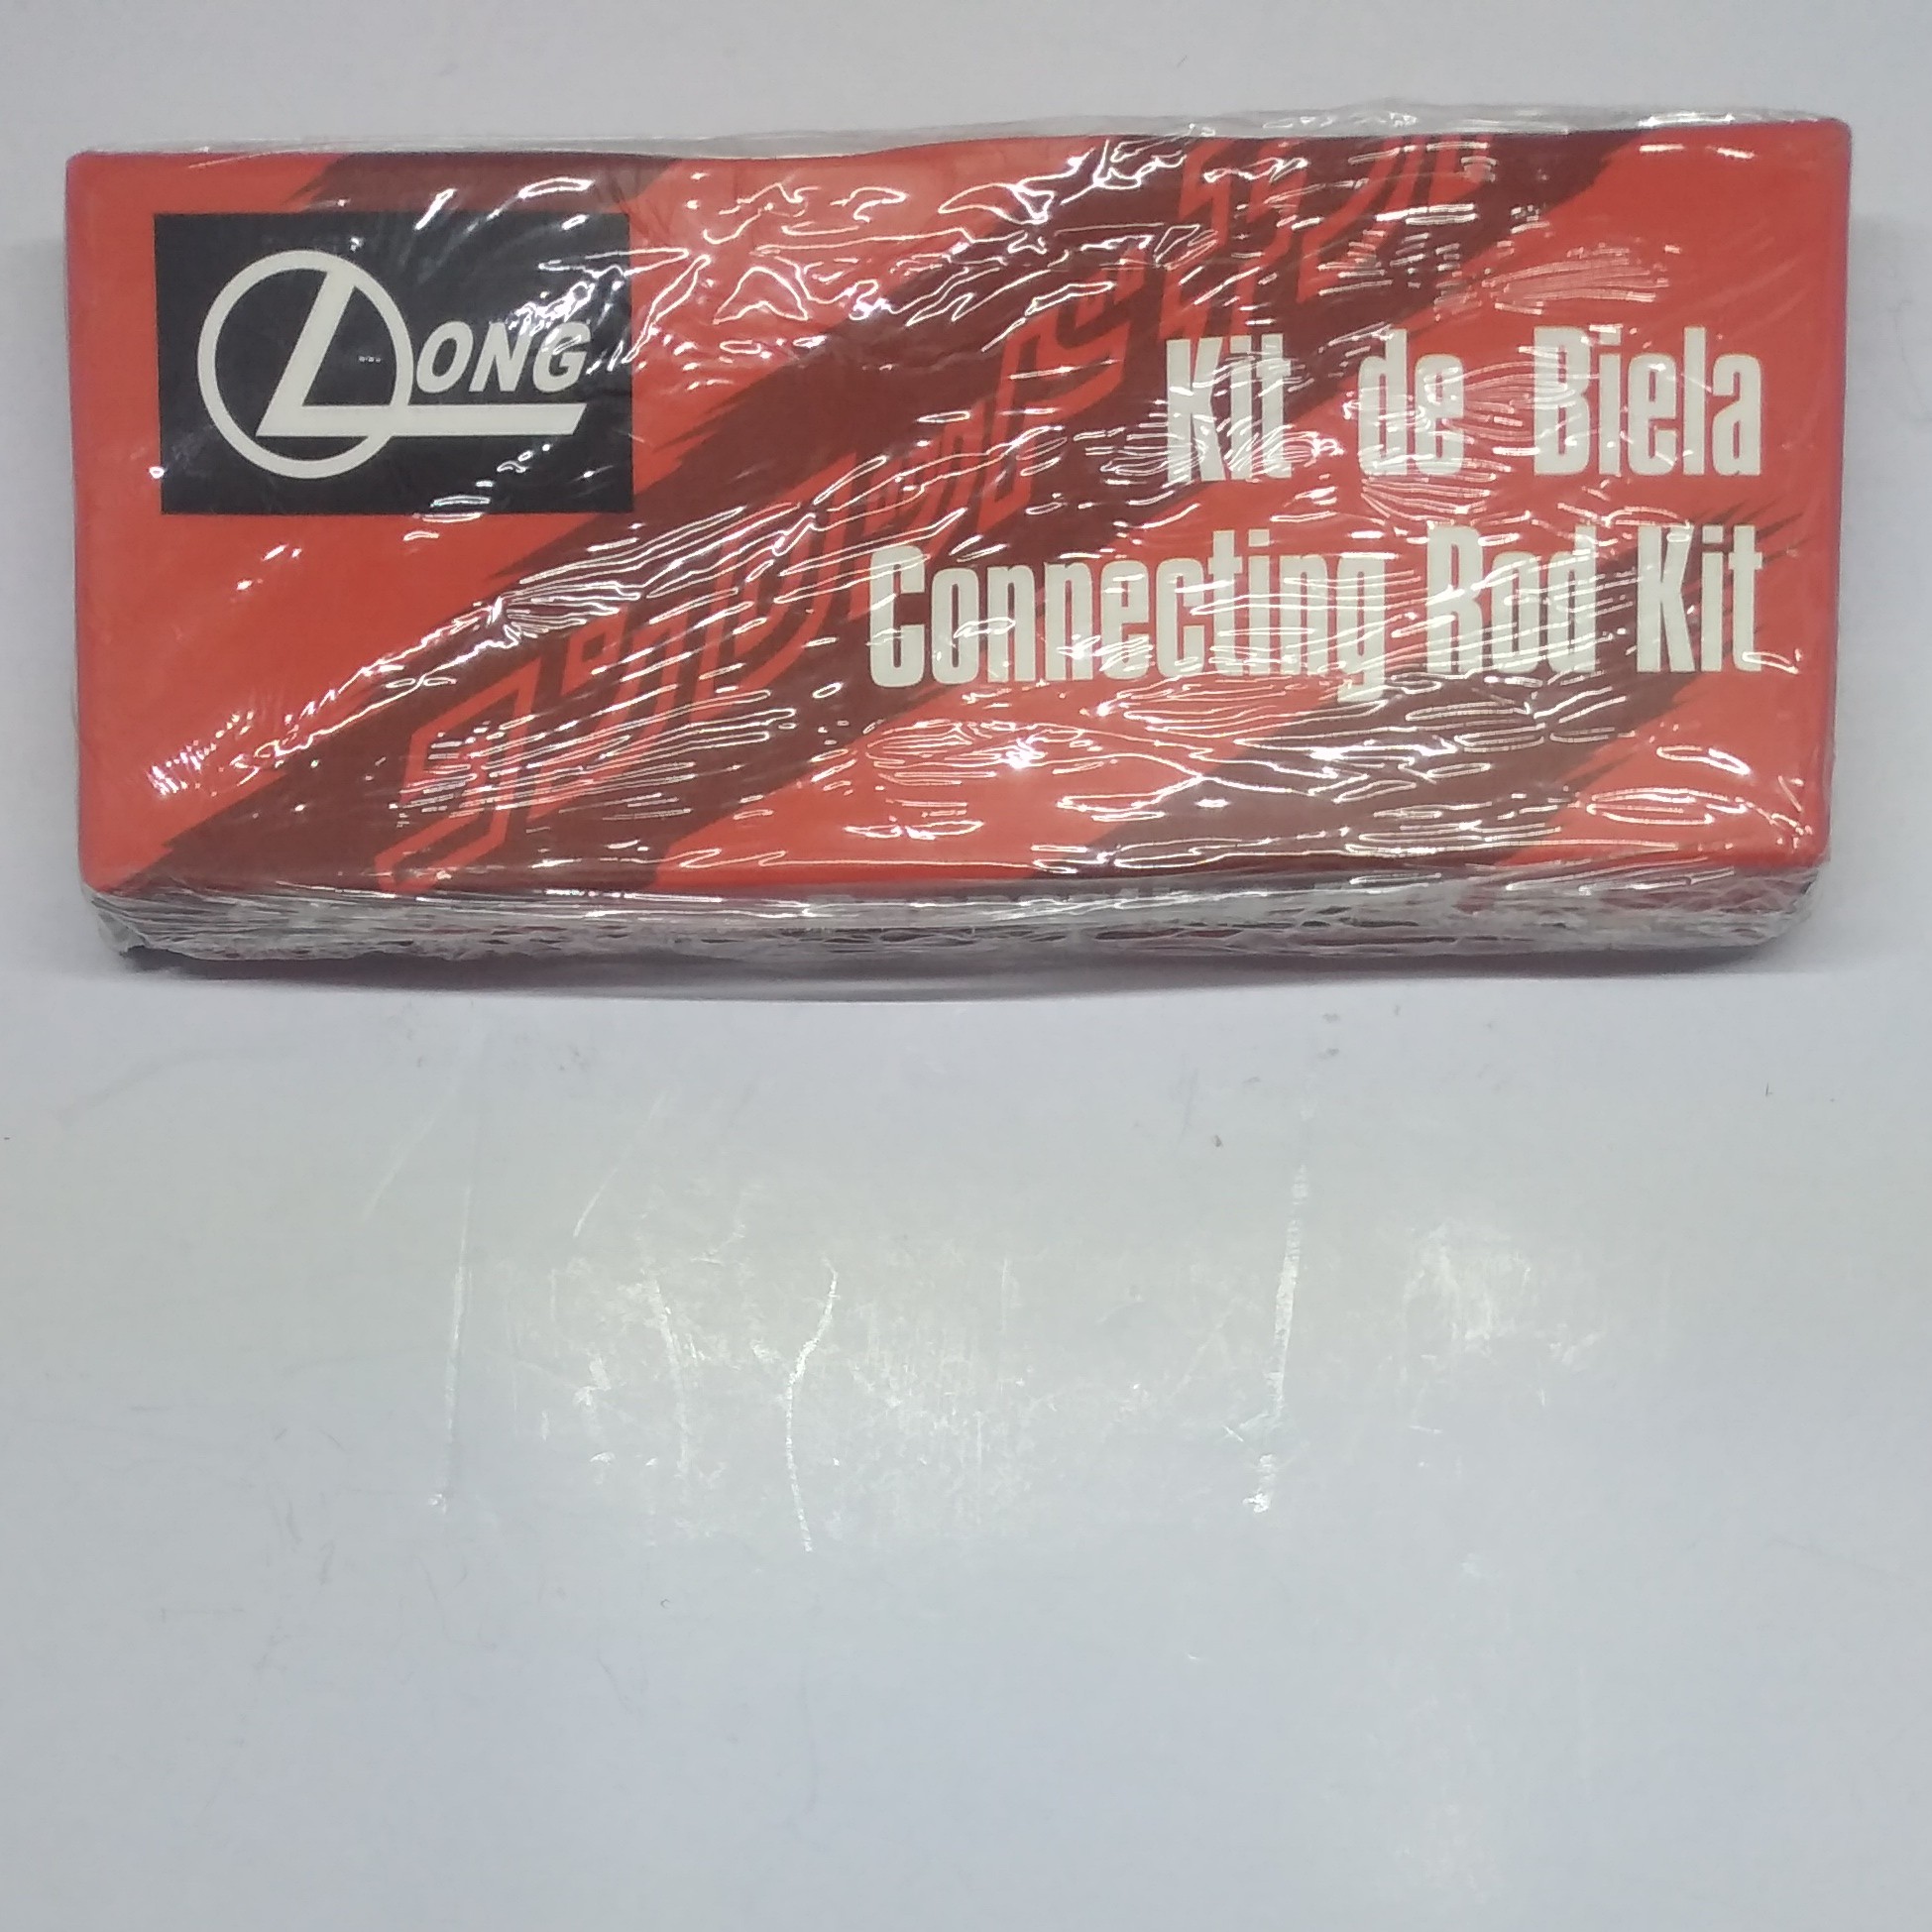 LONG
Kit de Biela
Connecting Rod Kit